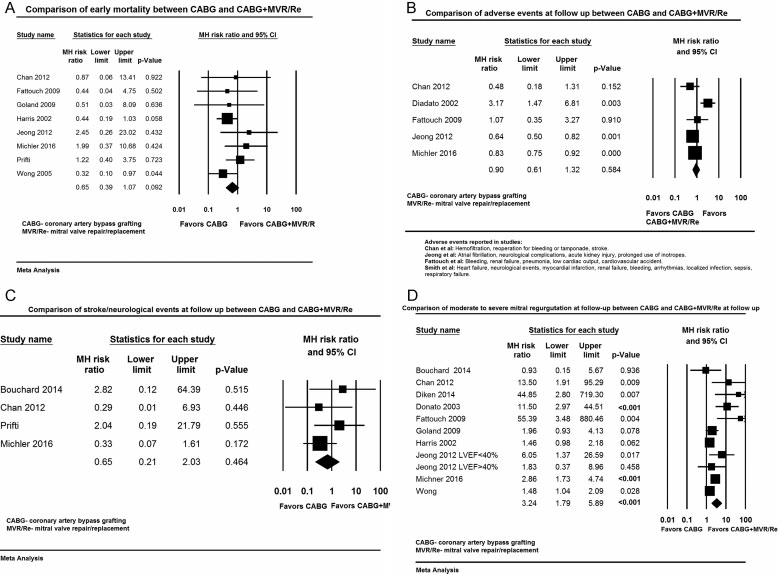 A
Comparison of early mortality between CABG and CABG+MVR/Re
Study name Statistics for each study MH risk ratio and 95% CI
MH risk ratio Lower limit Upper limit p-Value
Chan 2012 0.87 0.06 13.41 0.922
Fattouch 2009 0.44 0.04 4.75 0.502
Goland 2009 0.51 0.03 8.09 0.636
Harris 2002 0.44 0.19 1.03 0.058
Jeong 2012 2.45 0.26 23.02 0.432
Michler 2016 1.99 0.37 10.68 0.424
Prifti 1.22 0.40 3.75 0.723
Wong 2005 0.32 0.10 0.97 0.044
0.65 0.39 1.07 0.092
0.01 0.1 1 10 100
Favors CABG Favors CABG+MVR/R
CABG- coronary artery bypass grafting
MVR/Re- mitral valve repair/replacement
Meta Analysis
B
Comparison of adverse events at follow up between CABG and CABG+MVR/Re
Study name Statistics for each study MH risk ratio and 95% CI
MH risk ratio Lower limit Upper limit p-Value
Chan 2012 0.48 0.18 1.31 0.152
Diadato 2002 3.17 1.47 6.81 0.003
Fattouch 2009 1.07 0.35 3.27 0.910
Jeong 2012 0.64 0.50 0.82 0.001
Michler 2016 0.83 0.75 0.92 0.000
0.90 0.61 1.32 0.584
0.01 0.1 1 10 100
Favors CABG Favors CABG+MVR/Re
CABG- coronary artery bypass grafting
MVR/Re- mitral valve repair/replacement
Adverse events reported in studies:
Chan et al: Hemofiltration, reoperation for bleeding or tamponade, stroke.
Jeong et al: Atrial fibrillation, neurological complications, acute kidney injury, prolonged use of inotropes.
Fattouch et al: Bleeding, renal failure, pneumonia, low cardiac output, cardiovascular accident.
Smith et al: Heart failure, neurological events, myocardial infarction, renal failure, bleeding, arrhythmias, localized infection, sepsis,
respiratory failure.
C
Comparison of stroke/neurological events at follow up between CABG and CABG+MVR/Re
Study name Statistics for each study MH risk ratio and 95% CI
MH risk ratio Lower limit Upper limit p-Value
Bouchard 2014 2.82 0.12 64.39 0.515
Chan 2012 0.29 0.01 6.93 0.446
Prifti 2.04 0.19 21.79 0.555
Michler 2016 0.33 0.07 1.61 0.172
0.65 0.21 2.03 0.464
0.01 0.1 1 10 100
Favors CABG Favors CABG+M
CABG- coronary artery bypass grafting
MVR/Re- mitral valve repair/replacement
Meta Analysis
D
Comparison of moderate to severe mitral regurgutation at follow-up between CABG and CABG+MVR/Re at follow up
Study name Statistics for each study MH risk ratio and 95% CI
MH risk ratio Lower limit Upper limit p-Value
Bouchard 2014 0.93 0.15 5.67 0.936
Chan 2012 13.50 1.91 95.29 0.009
Diken 2014 44.85 2.80 719.30 0.007
Donato 2003 11.50 2.97 44.51 <0.001
Fattouch 2009 55.39 3.48 880.46 0.004
Goland 2009 1.96 0.93 4.13 0.078
Harris 2002 1.46 0.98 2.18 0.062
Jeong 2012 LVEF<40% 6.05 1.37 26.59 0.017
Jeong 2012 LVEF>40% 1.83 0.37 8.96 0.458
Michner 2016 2.86 1.73 4.74 <0.001
Wong 1.48 1.04 2.09 0.028
3.24 1.79 5.89 <0.001
0.01 0.1 1 10 100
Favors CABG Favors CABG+MVR/Re
CABG- coronary artery bypass grafting
MVR/Re- mitral valve repair/replacement
Meta Analysis